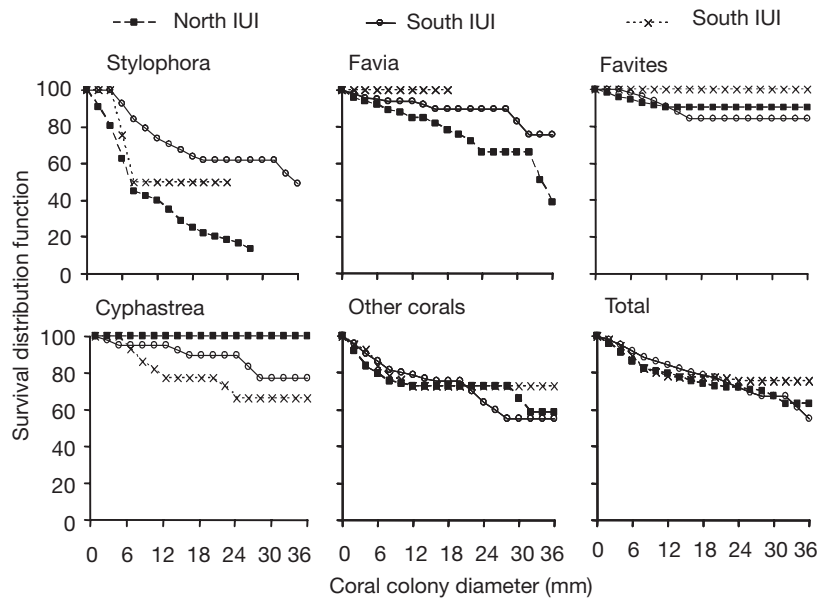 North IUI South IUI South IUI
Stylophora Favia Favites
100
80
60
40
20
0
Cyphastrea Other corals Total
100
80
60
40
20
0
0 6 12 18 24 30 36 0 6 12 18 24 30 36 0 6 12 18 24 30 36
Survival distribution function
Coral colony diameter (mm)